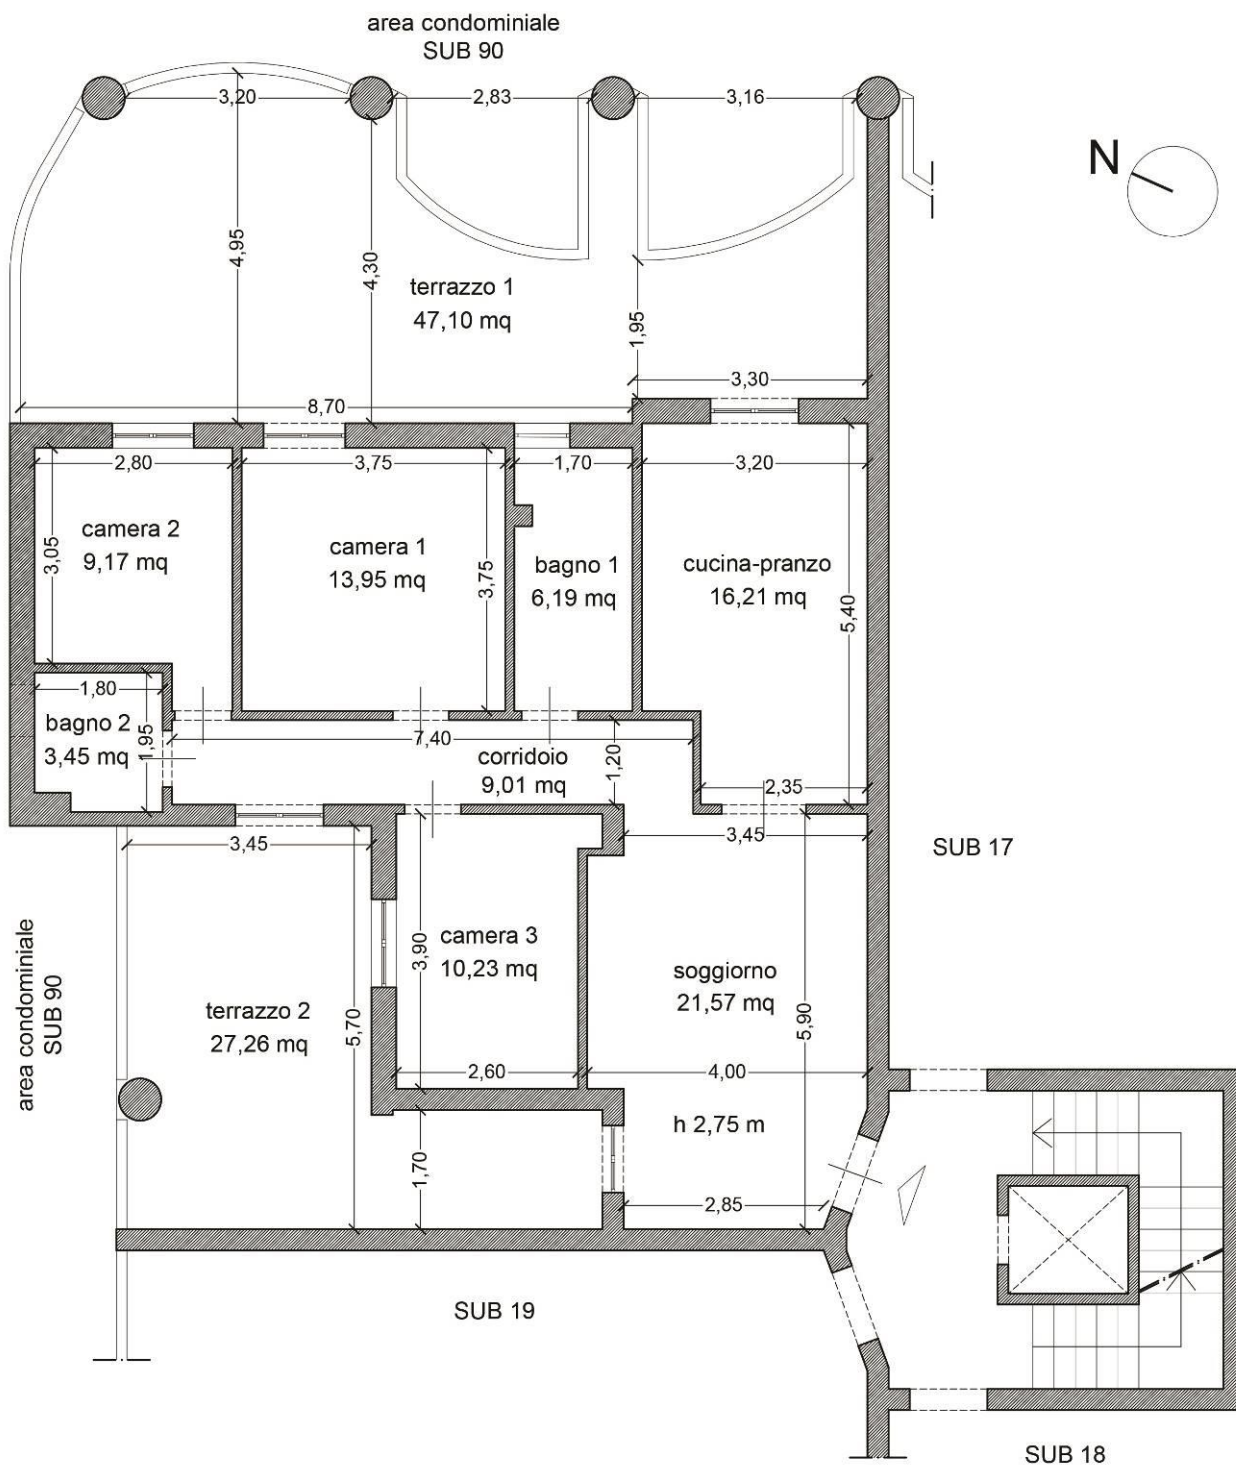 area condominiale
SUB 90
3,20
2,83
3,16
N
4,95
4,30
terrazzo 1
47,10 mq
1,95
3,30
8,70
2,80
3,75
1,70
3,20
camera 2
9,17 mq
3,05
camera 1
13,95 mq
3,75
bagno 1
6,19 mq
cucina-pranzo
16,21 mq
5,40
1,80
bagno 2
3,45 mq
1,95
7,40
corridoio
9,01 mq
1,20
2,35
3,45
3,45
SUB 17
area condominiale
SUB 90
terrazzo 2
27,26 mq
5,70
3,90
camera 3
10,23 mq
soggiorno
21,57 mq
5,90
2,60
4,00
h 2,75 m
1,70
2,85
SUB 19
SUB 18